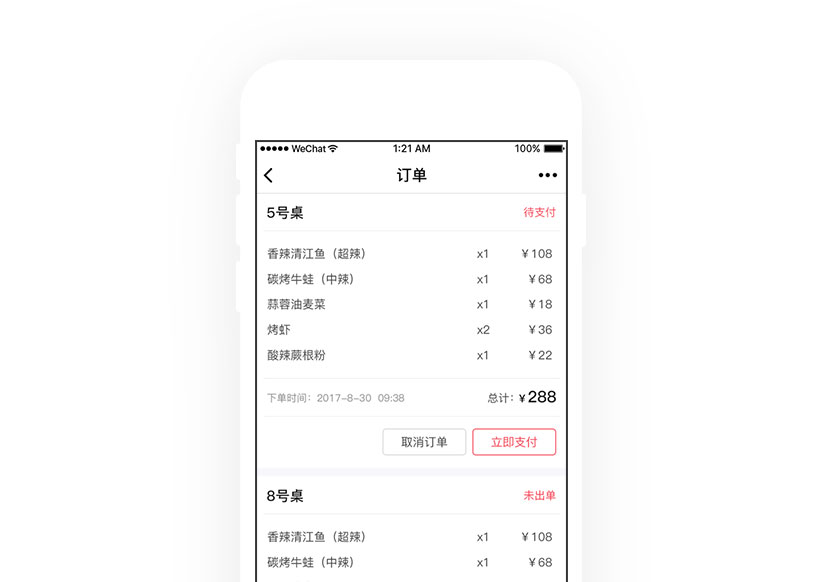 WeChat 1:21 AM 100%
订单
5号桌 待支付
香辣清江鱼（超辣） x1 ¥108
碳烤牛蛙（中辣） x1 ¥68
蒜蓉油麦菜 x1 ¥18
烤虾 x2 ¥36
酸辣蕨根粉 x1 ¥22
下单时间：2017-8-30 09:38 总计：¥288
取消订单 立即支付
8号桌 未出单
香辣清江鱼（超辣） x1 ¥108
碳烤牛蛙（中辣） x1 ¥68